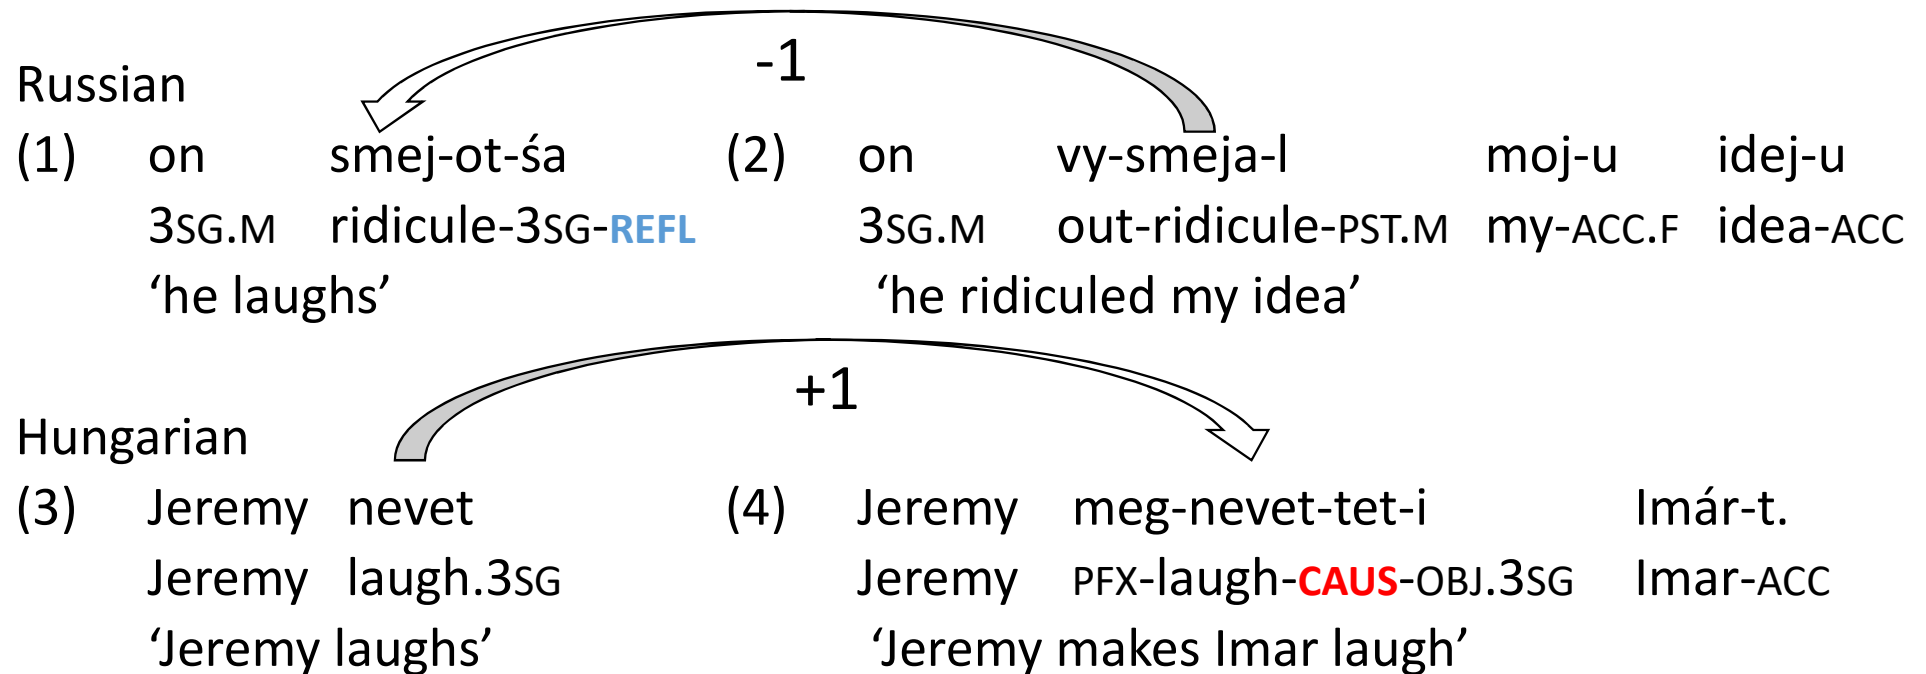 -1
Russian
(1) on smej-ot-śa (2) on vy-smeja-l moj-u idej-u
3SG.M ridicule-3SG-REFL 3SG.M out-ridicule-PST.M my-ACC.F idea-ACC
‘he laughs’ ‘he ridiculed my idea’
+1
Hungarian
(3) Jeremy nevet (4) Jeremy meg-nevet-tet-i Imár-t.
Jeremy laugh.3SG Jeremy PFX-laugh-CAUS-OBJ.3SG Imar-ACC
‘Jeremy laughs’ ‘Jeremy makes Imar laugh’